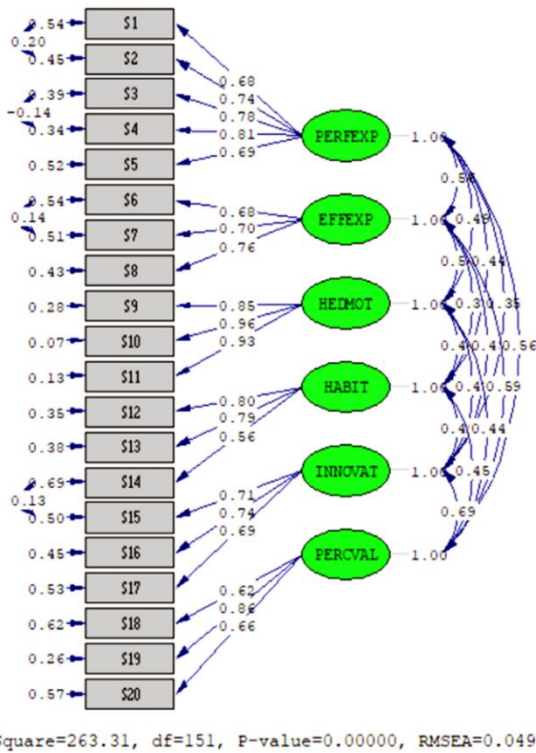 0.54 S1
0.20
0.45 S2
0.39 S3
-0.14
0.34 S4
0.52 S5
0.54 S6
0.14
0.51 S7
0.43 S8
0.28 S9
0.07 S10
0.13 S11
0.35 S12
0.38 S13
0.69 S14
0.13
0.50 S15
0.45 S16
0.53 S17
0.62 S18
0.26 S19
0.57 S20
0.68
0.74
0.78
0.81
0.69
0.68
0.70
0.76
0.85
0.96
0.93
0.80
0.79
0.56
0.71
0.74
0.69
0.62
0.86
0.66
PERFEXP 1.00
EFFEXP 1.00
HEDMOT 1.00
HABIT 1.00
INNOVAT 1.00
PERCVAL 1.00
0.49
0.44
0.35
0.56
0.59
0.44
0.45
0.69
Square=263.31, df=151, P-value=0.00000, RMSEA=0.049